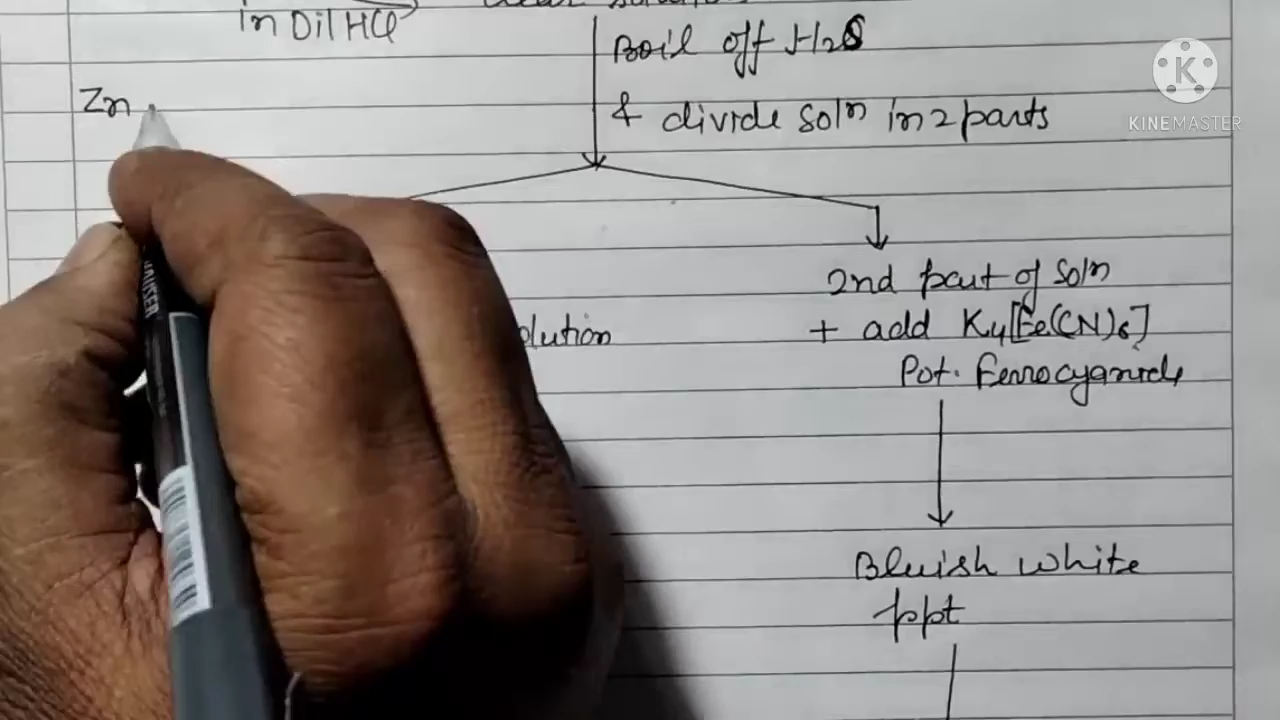 in Dil HCl
Boil off H2S
& divide soln in 2 parts
Zn
KINEMASTER
2nd part of soln
+ add K4[Fe(CN)6]
Pot. Ferrocyanide
Bluish white
ppt